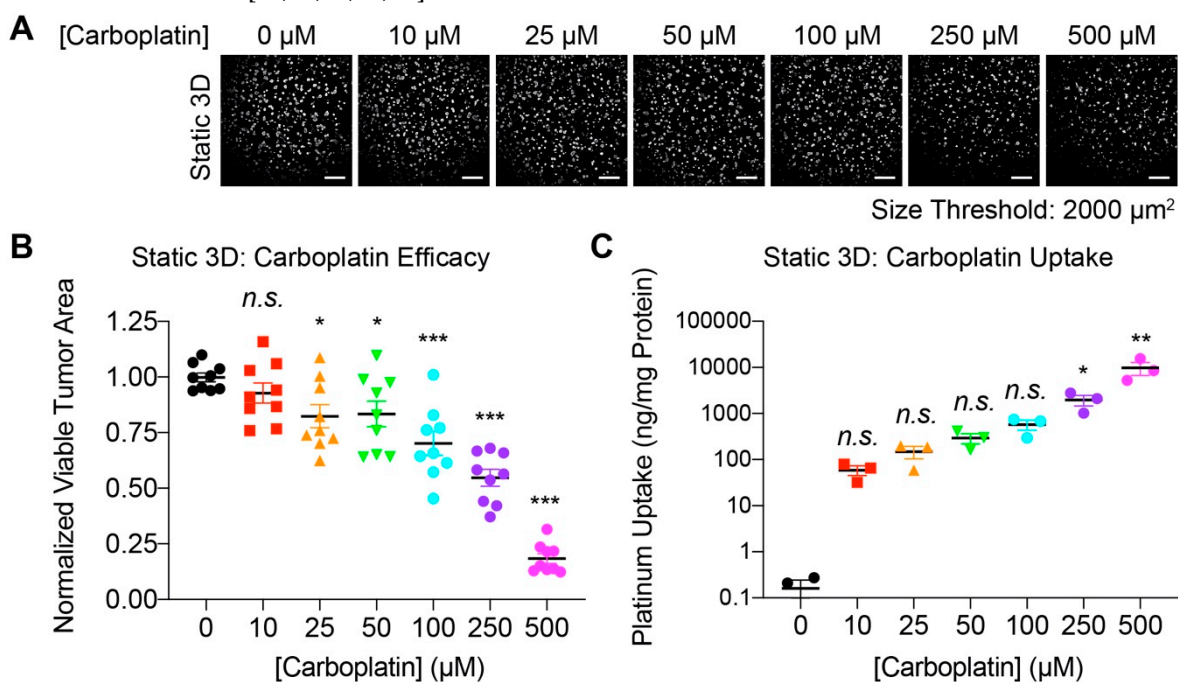 A [Carboplatin] 0 µM 10 µM 25 µM 50 µM 100 µM 250 µM 500 µM
Static 3D
Size Threshold: 2000 µm²
B
Static 3D: Carboplatin Efficacy
Normalized Viable Tumor Area
1.25
1.00
0.75
0.50
0.25
0.00
n.s. * * *** *** ***
0 10 25 50 100 250 500
[Carboplatin] (µM)
C
Static 3D: Carboplatin Uptake
Platinum Uptake (ng/mg Protein)
100000
10000
1000
100
10
1
0.1
n.s. n.s. n.s. n.s. * **
0 10 25 50 100 250 500
[Carboplatin] (µM)